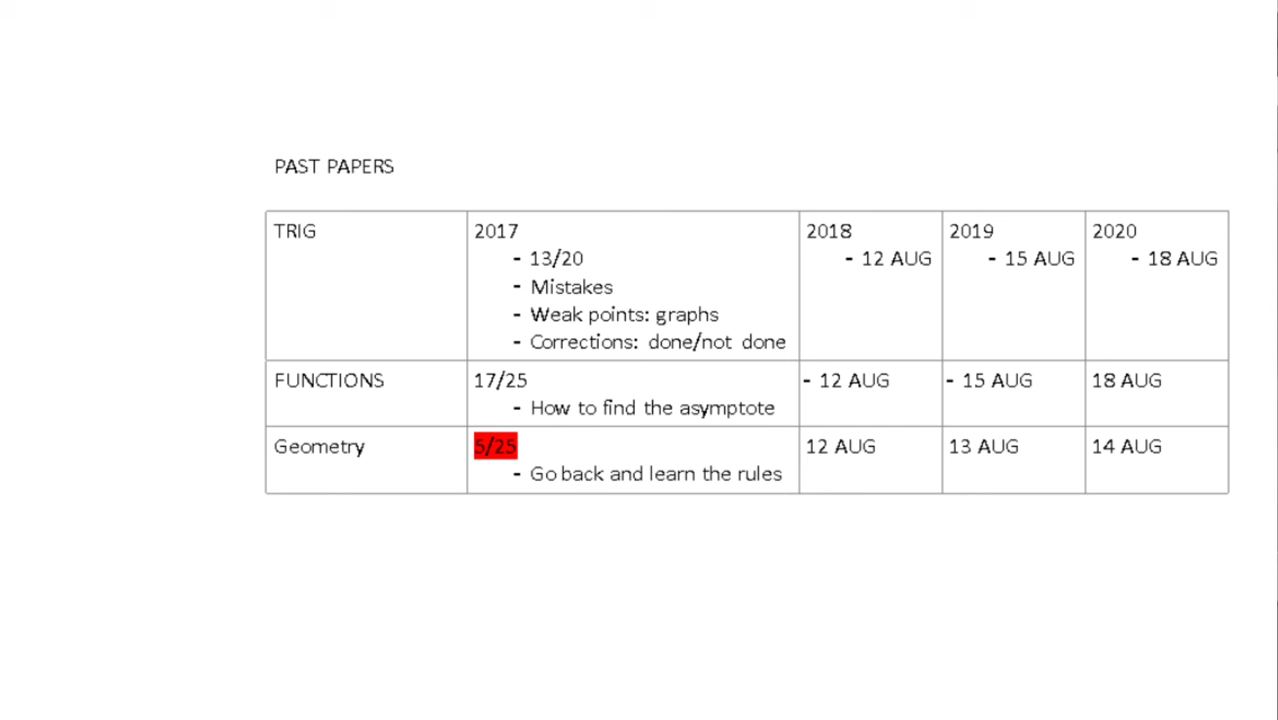 PAST PAPERS
TRIG
2017
- 13/20
- Mistakes
- Weak points: graphs
- Corrections: done/not done
2018
- 12 AUG
2019
- 15 AUG
2020
- 18 AUG
FUNCTIONS
17/25
- How to find the asymptote
- 12 AUG
- 15 AUG
18 AUG
Geometry
5/25
- Go back and learn the rules
12 AUG
13 AUG
14 AUG